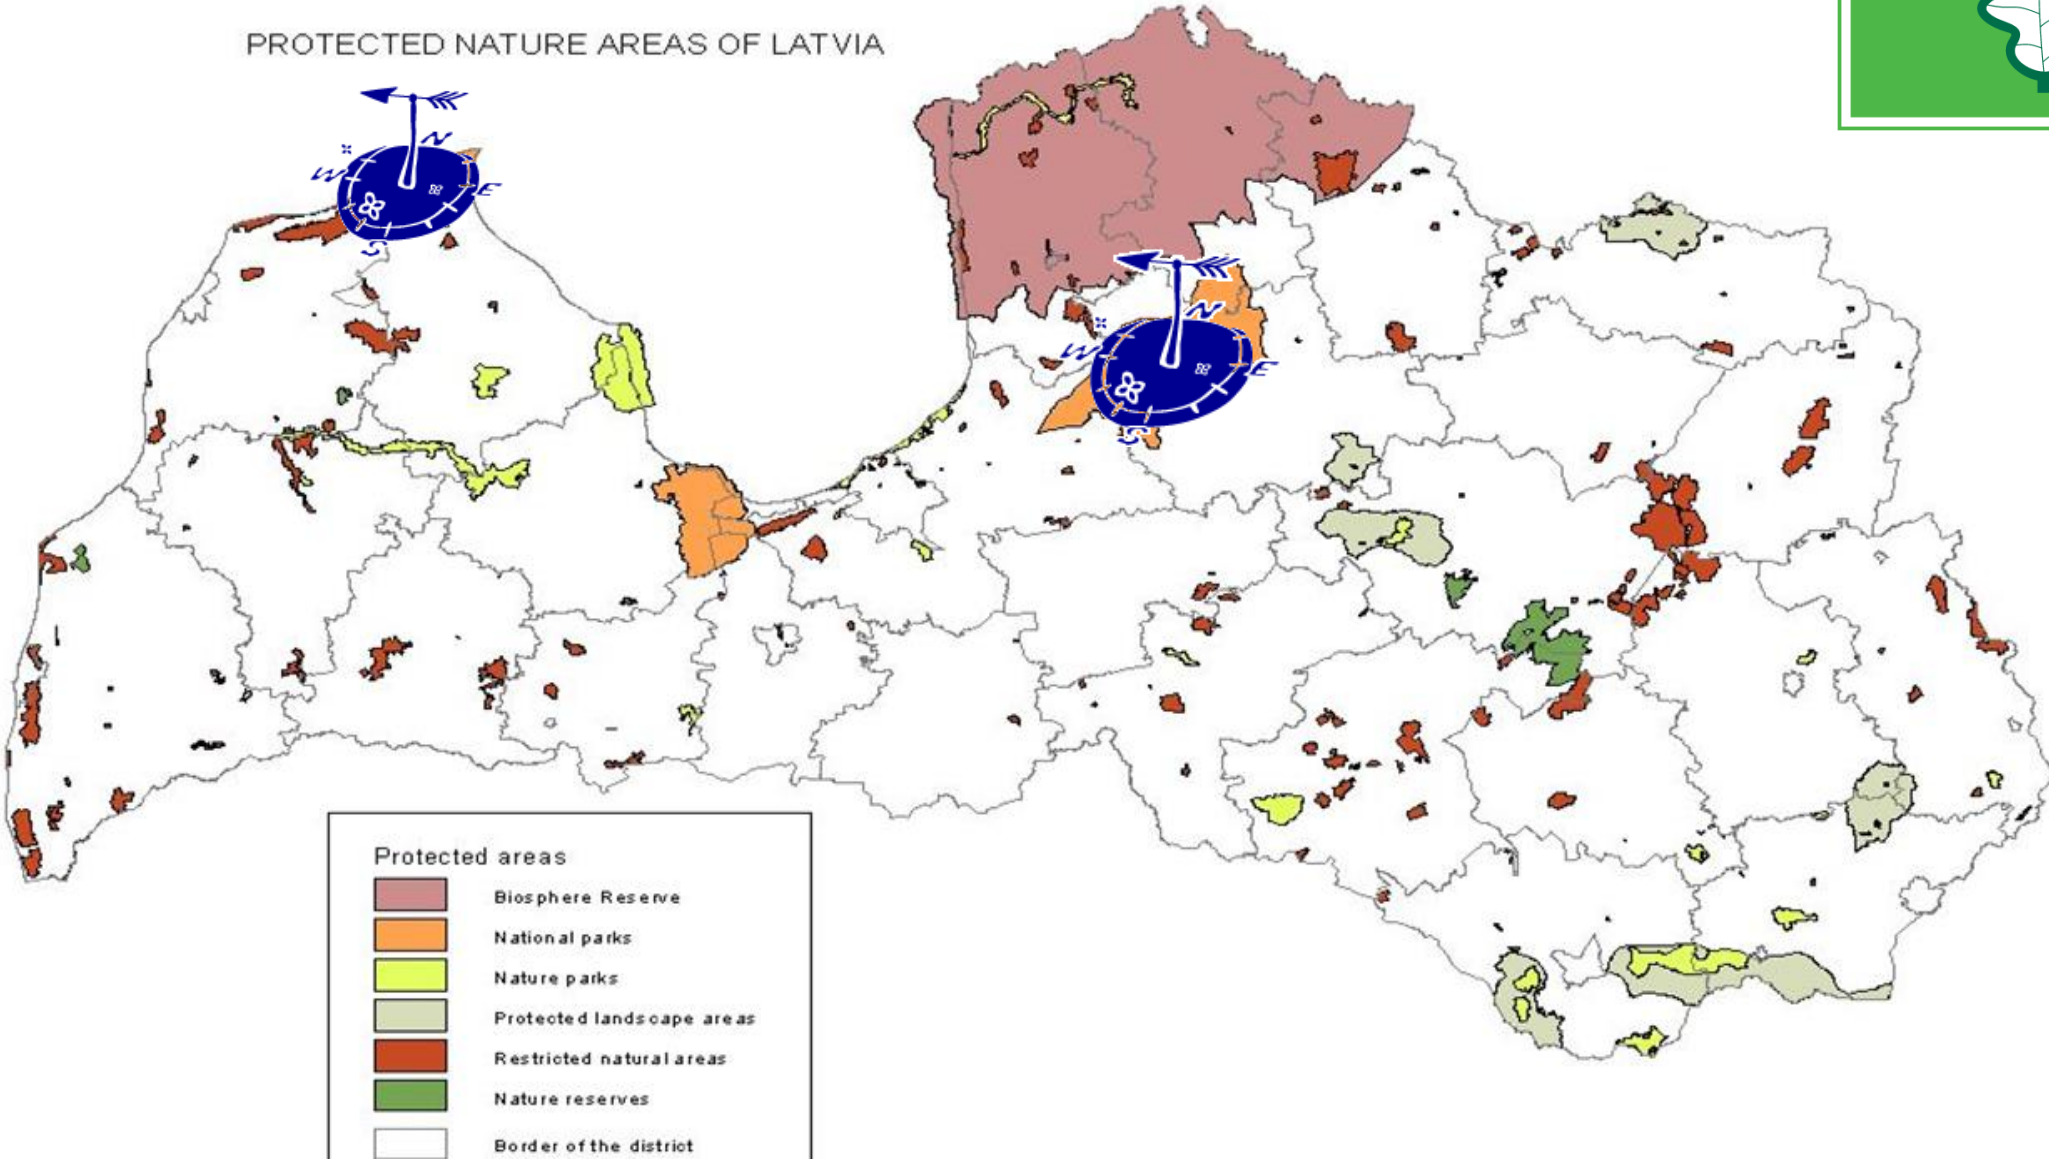 PROTECTED NATURE AREAS OF LATVIA
N
W
E
S
N
W
E
S
Protected areas
Biosphere Reserve
National parks
Nature parks
Protected landscape areas
Restricted natural areas
Nature reserves
Border of the district